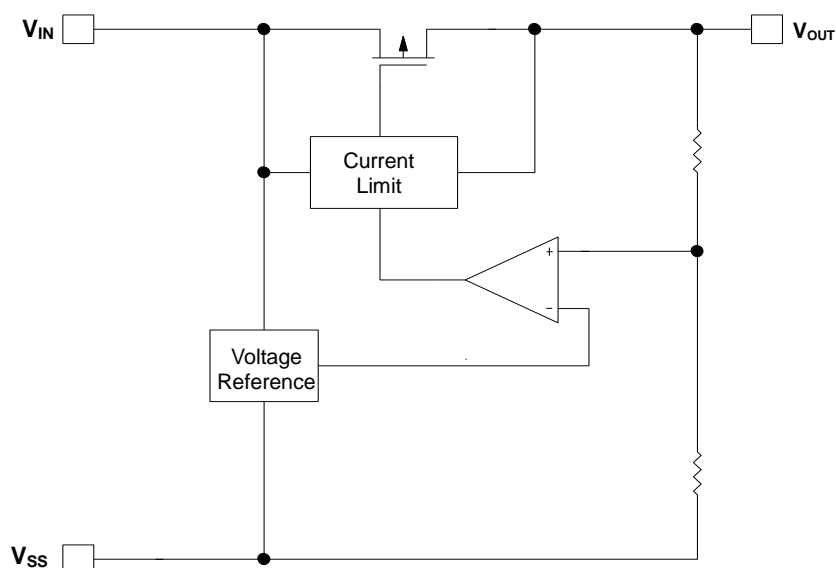 VIN
VOUT
Current
Limit
+
-
Voltage
Reference
VSS